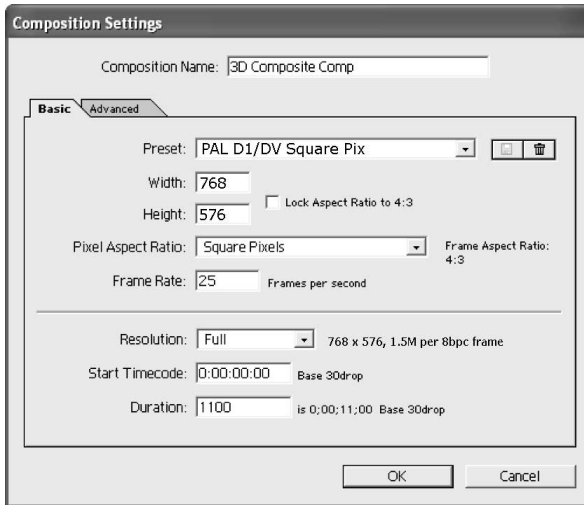 Composition Settings
Composition Name: 3D Composite Comp
Basic Advanced
Preset: PAL D1/DV Square Pix
Width: 768
Lock Aspect Ratio to 4:3
Height: 576
Pixel Aspect Ratio: Square Pixels Frame Aspect Ratio:
4:3
Frame Rate: 25 Frames per second
Resolution: Full 768 x 576, 1.5M per 8bpc frame
Start Timecode: 0:00:00:00 Base 30drop
Duration: 1100 is 0;00;11;00 Base 30drop
OK Cancel